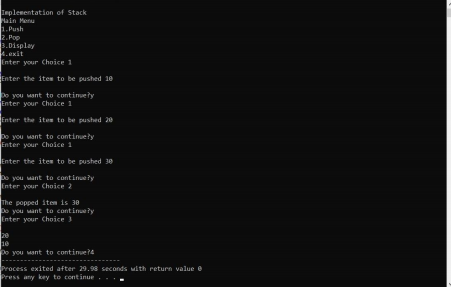 Implementation of Stack
Main Menu
1.Push
2.Pop
3.Display
4.exit
Enter your Choice 1
Enter the item to be pushed 10
Do you want to continue?y
Enter your Choice 1
Enter the item to be pushed 20
Do you want to continue?y
Enter your Choice 1
Enter the item to be pushed 30
Do you want to continue?y
Enter your Choice 2
The popped item is 30
Do you want to continue?y
Enter your Choice 3
20
10
Do you want to continue?4
--------------------------------
Process exited after 29.98 seconds with return value 0
Press any key to continue . . .